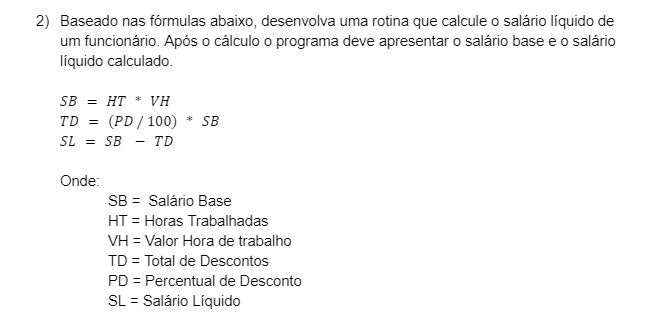 2) Baseado nas fórmulas abaixo, desenvolva uma rotina que calcule o salário líquido de
um funcionário. Após o cálculo o programa deve apresentar o salário base e o salário
líquido calculado.
SB = HT * VH
TD = (PD / 100) * SB
SL = SB − TD
Onde:
SB = Salário Base
HT = Horas Trabalhadas
VH = Valor Hora de trabalho
TD = Total de Descontos
PD = Percentual de Desconto
SL = Salário Líquido